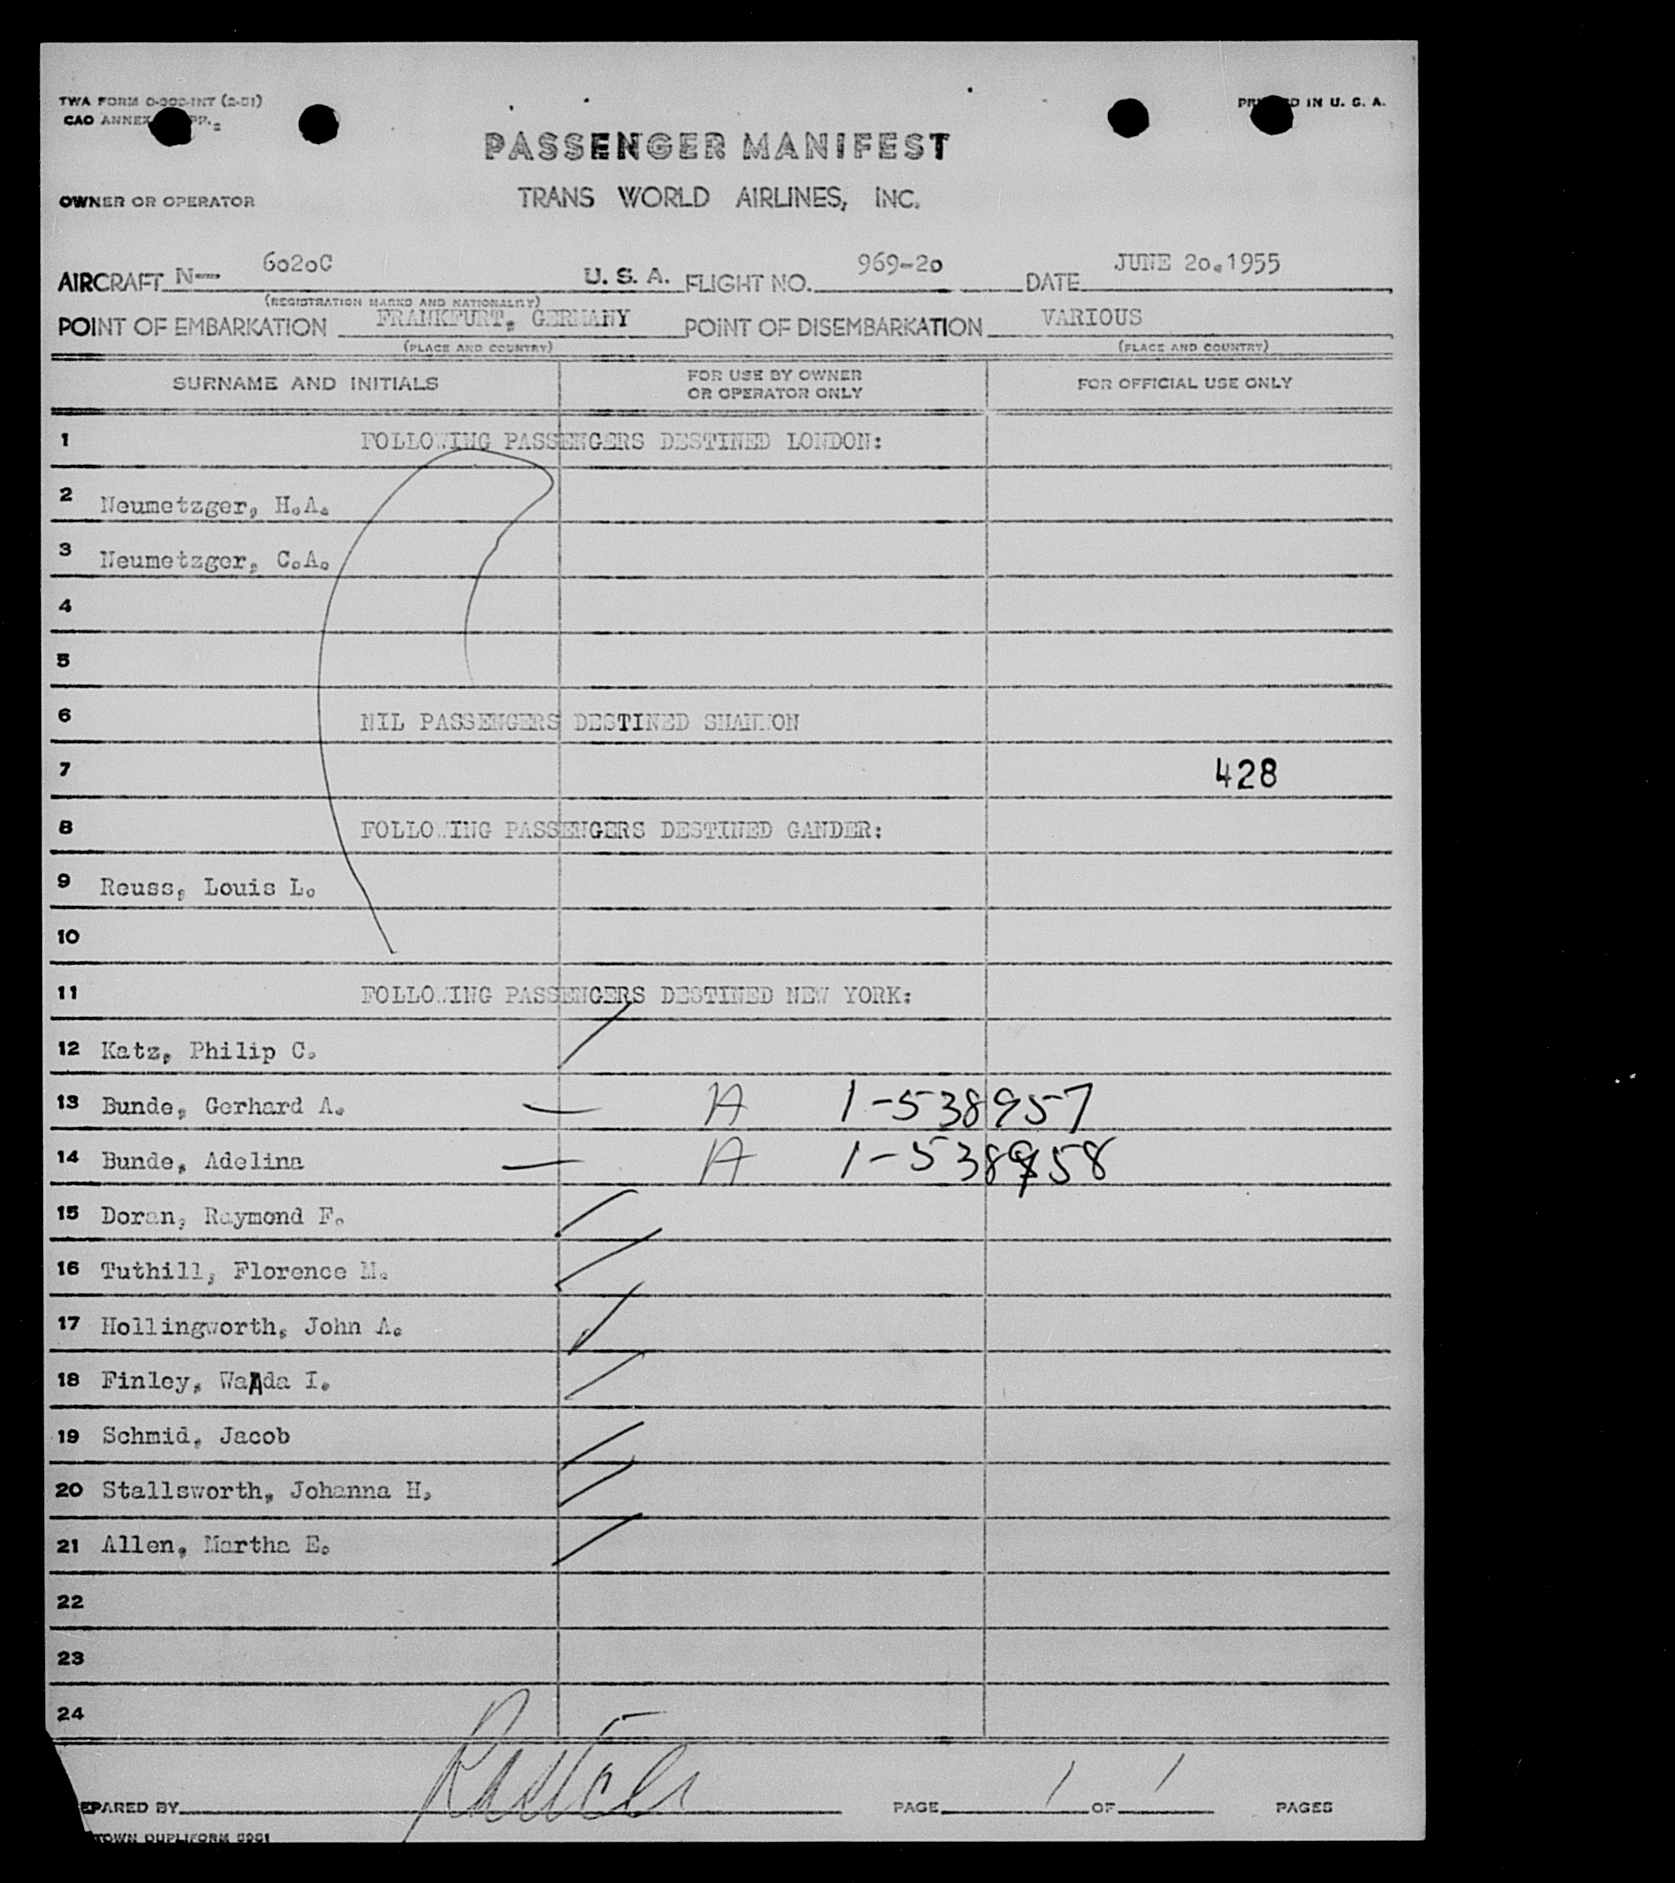 TWA FORM O-    -INT (2-51)
CAO ANNEX    PP.
PR    D IN U. S. A.
PASSENGER MANIFEST
OWNER OR OPERATOR TRANS WORLD AIRLINES, INC.
AIRCRAFT N— 6020C U. S. A. FLIGHT NO. 969-20 DATE JUNE 20.1955
(REGISTRATION MARKS AND NATIONALITY)
POINT OF EMBARKATION FRANKFURT, GERMANY POINT OF DISEMBARKATION VARIOUS
(PLACE AND COUNTRY) (PLACE AND COUNTRY)
SURNAME AND INITIALS FOR USE BY OWNER OR OPERATOR ONLY FOR OFFICIAL USE ONLY
1 FOLLOWING PASSENGERS DESTINED LONDON:
2 Neumetzger, H.A.
3 Neumetzger, C.A.
4
5
6 NIL PASSENGERS DESTINED SHANNON
7 428
8 FOLLOWING PASSENGERS DESTINED GANDER:
9 Reuss, Louis L.
10
11 FOLLOWING PASSENGERS DESTINED NEW YORK:
12 Katz, Philip C.
13 Bunde, Gerhard A. — A 1-538957
14 Bunde, Adelina — A 1-538958
15 Doran, Raymond F.
16 Tuthill, Florence M.
17 Hollingworth, John A.
18 Finley, Wanda I.
19 Schmid, Jacob
20 Stallsworth, Johanna H.
21 Allen, Martha E.
22
23
24
EPARED BY PAGE 1 OF 1 PAGES
TOWN DUPLIFORM